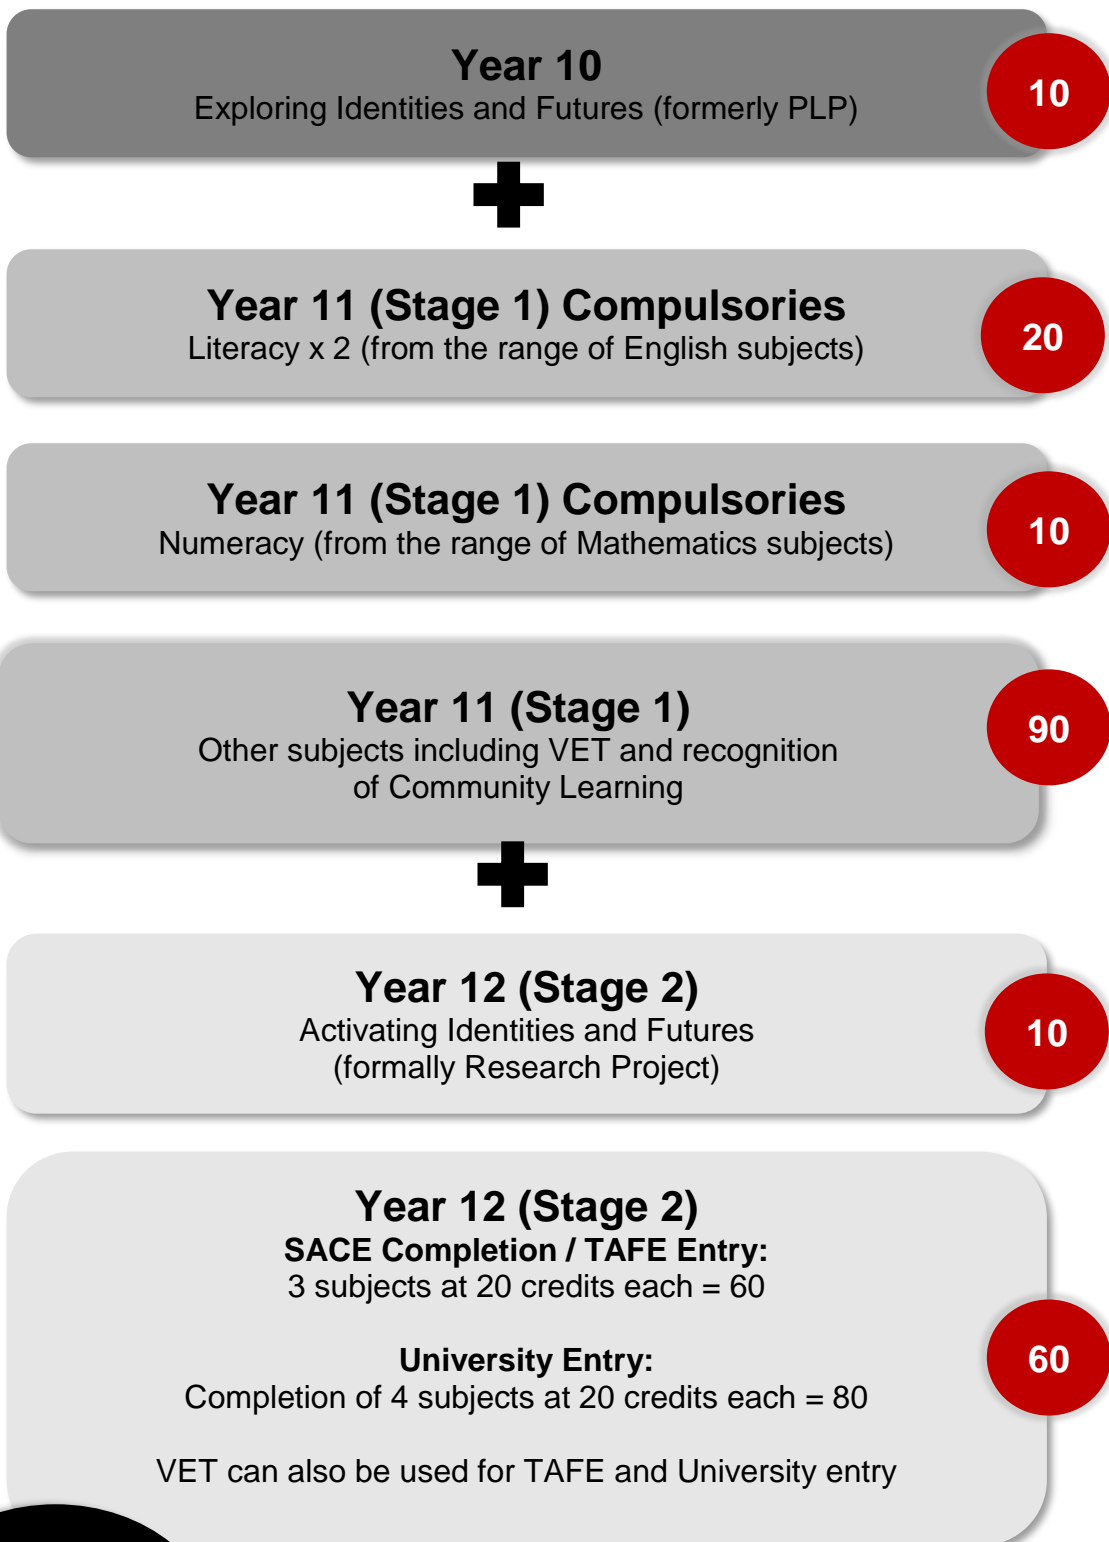 Year 10
Exploring Identities and Futures (formerly PLP)
10
Year 11 (Stage 1) Compulsories
Literacy x 2 (from the range of English subjects)
20
Year 11 (Stage 1) Compulsories
Numeracy (from the range of Mathematics subjects)
10
Year 11 (Stage 1)
Other subjects including VET and recognition
of Community Learning
90
Year 12 (Stage 2)
Activating Identities and Futures
(formally Research Project)
10
Year 12 (Stage 2)
SACE Completion / TAFE Entry:
3 subjects at 20 credits each = 60
University Entry:
Completion of 4 subjects at 20 credits each = 80
VET can also be used for TAFE and University entry
60